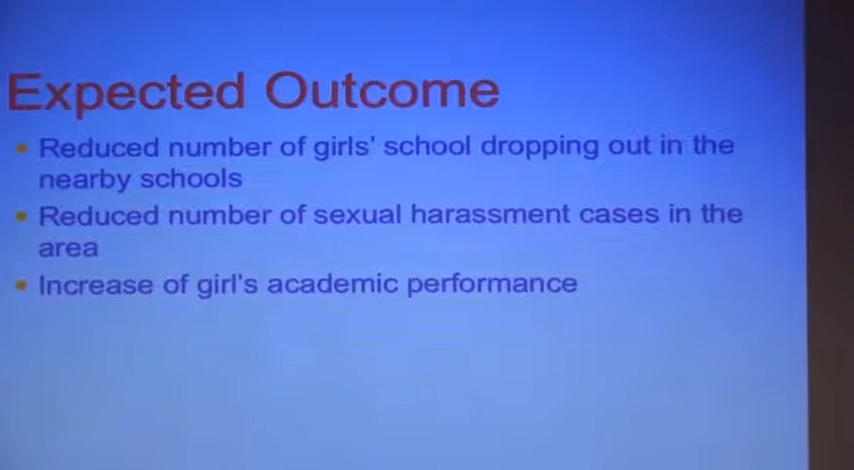 Expected Outcome
• Reduced number of girls' school dropping out in the
nearby schools
• Reduced number of sexual harassment cases in the
area
• Increase of girl's academic performance